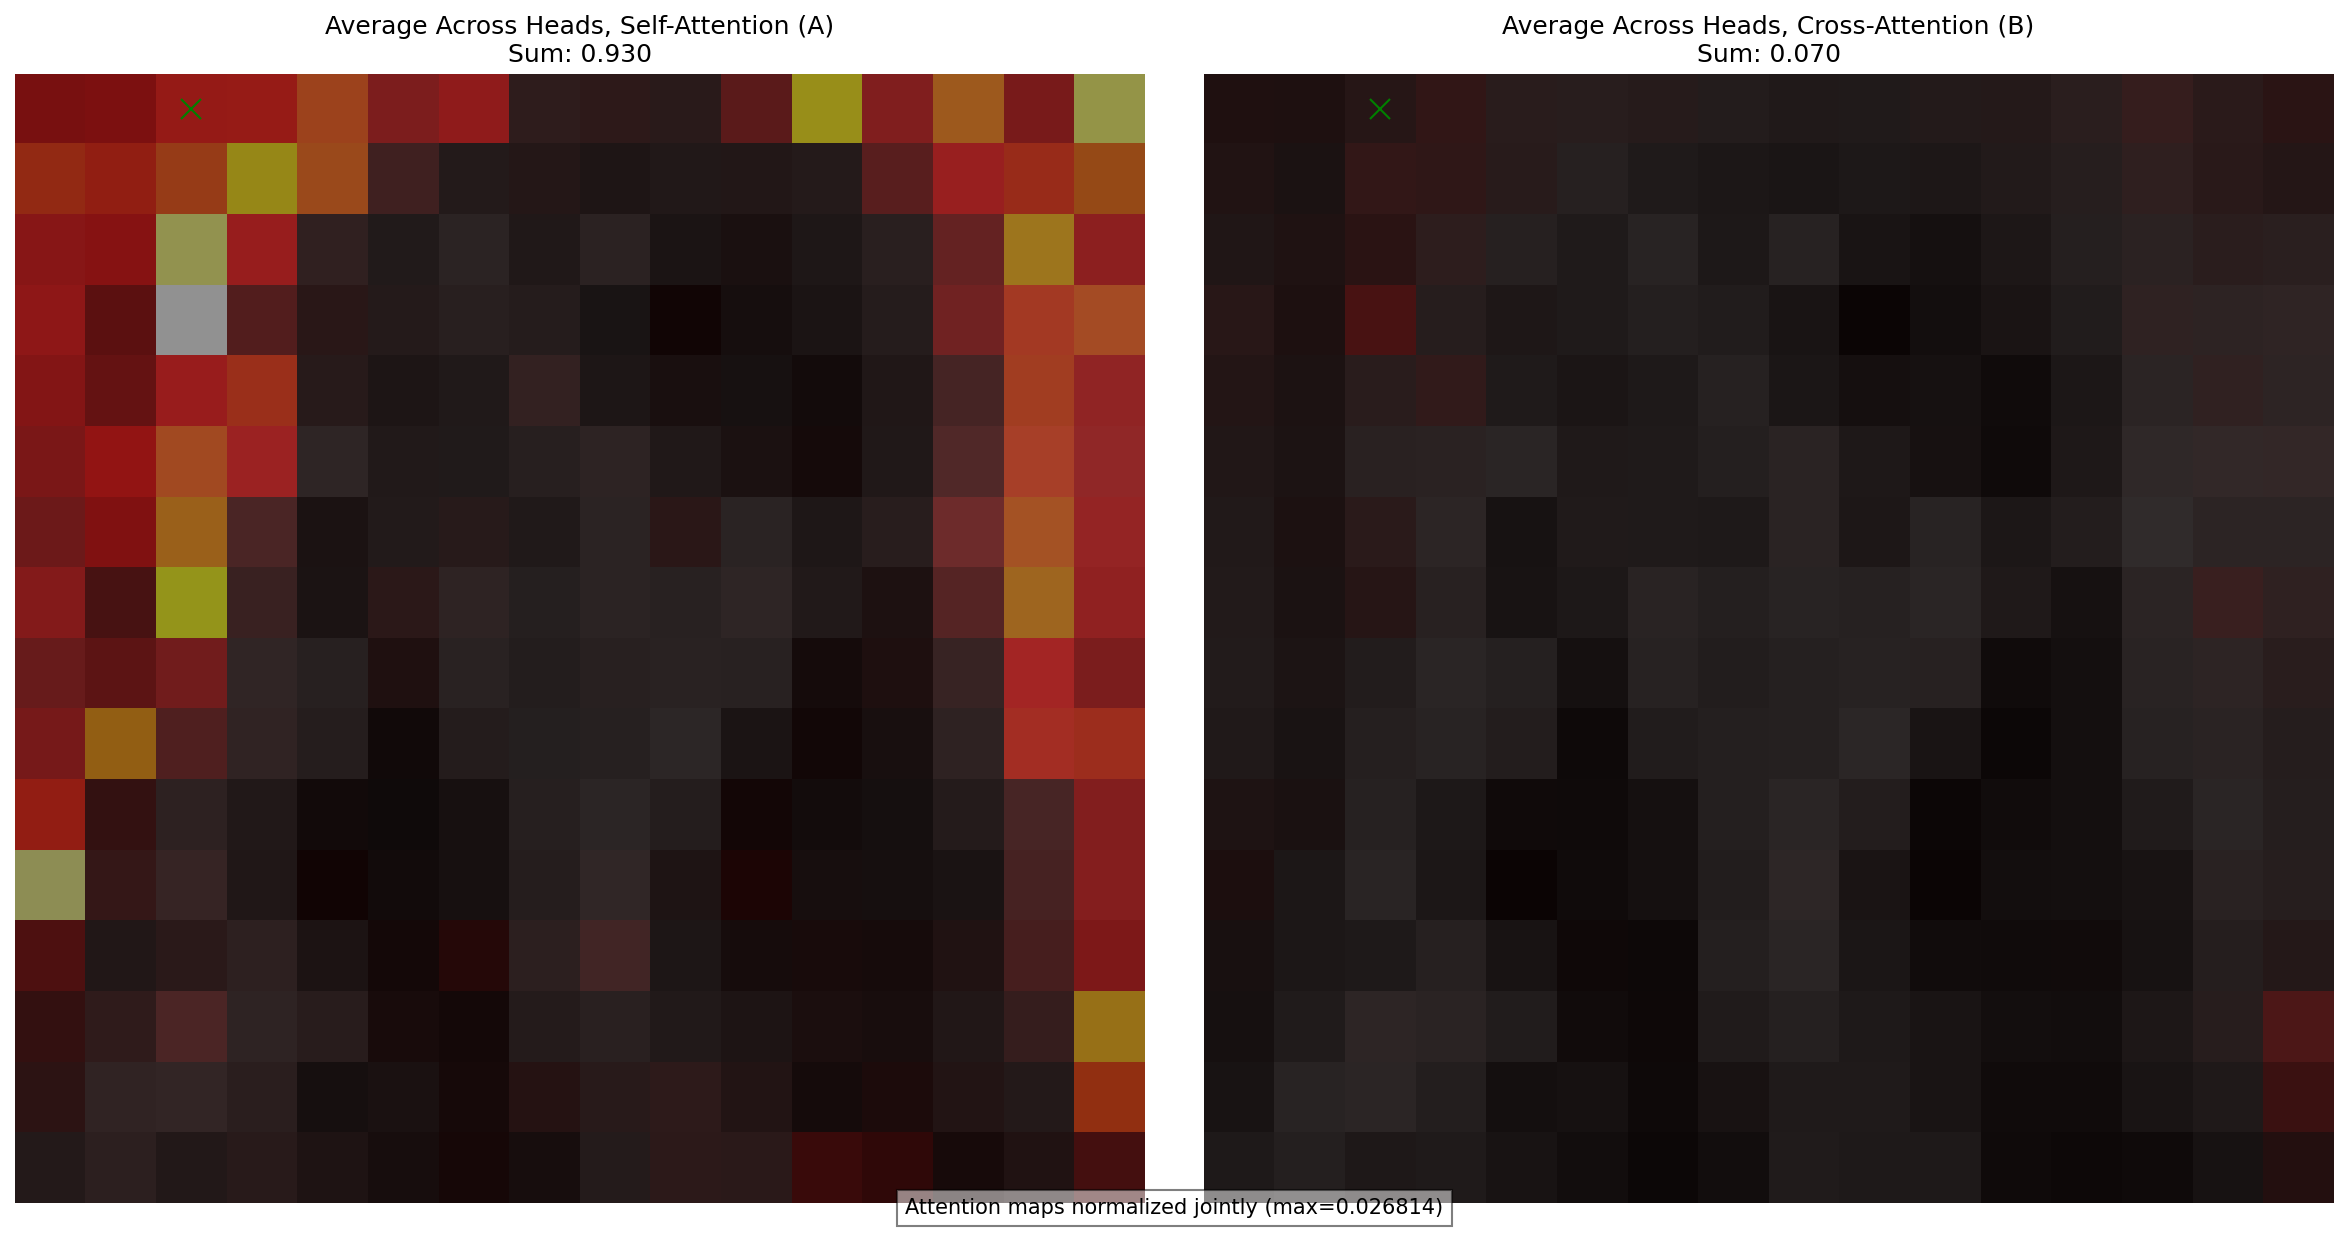 Average Across Heads, Self-Attention (A)
Sum: 0.930
Average Across Heads, Cross-Attention (B)
Sum: 0.070
Attention maps normalized jointly (max=0.026814)